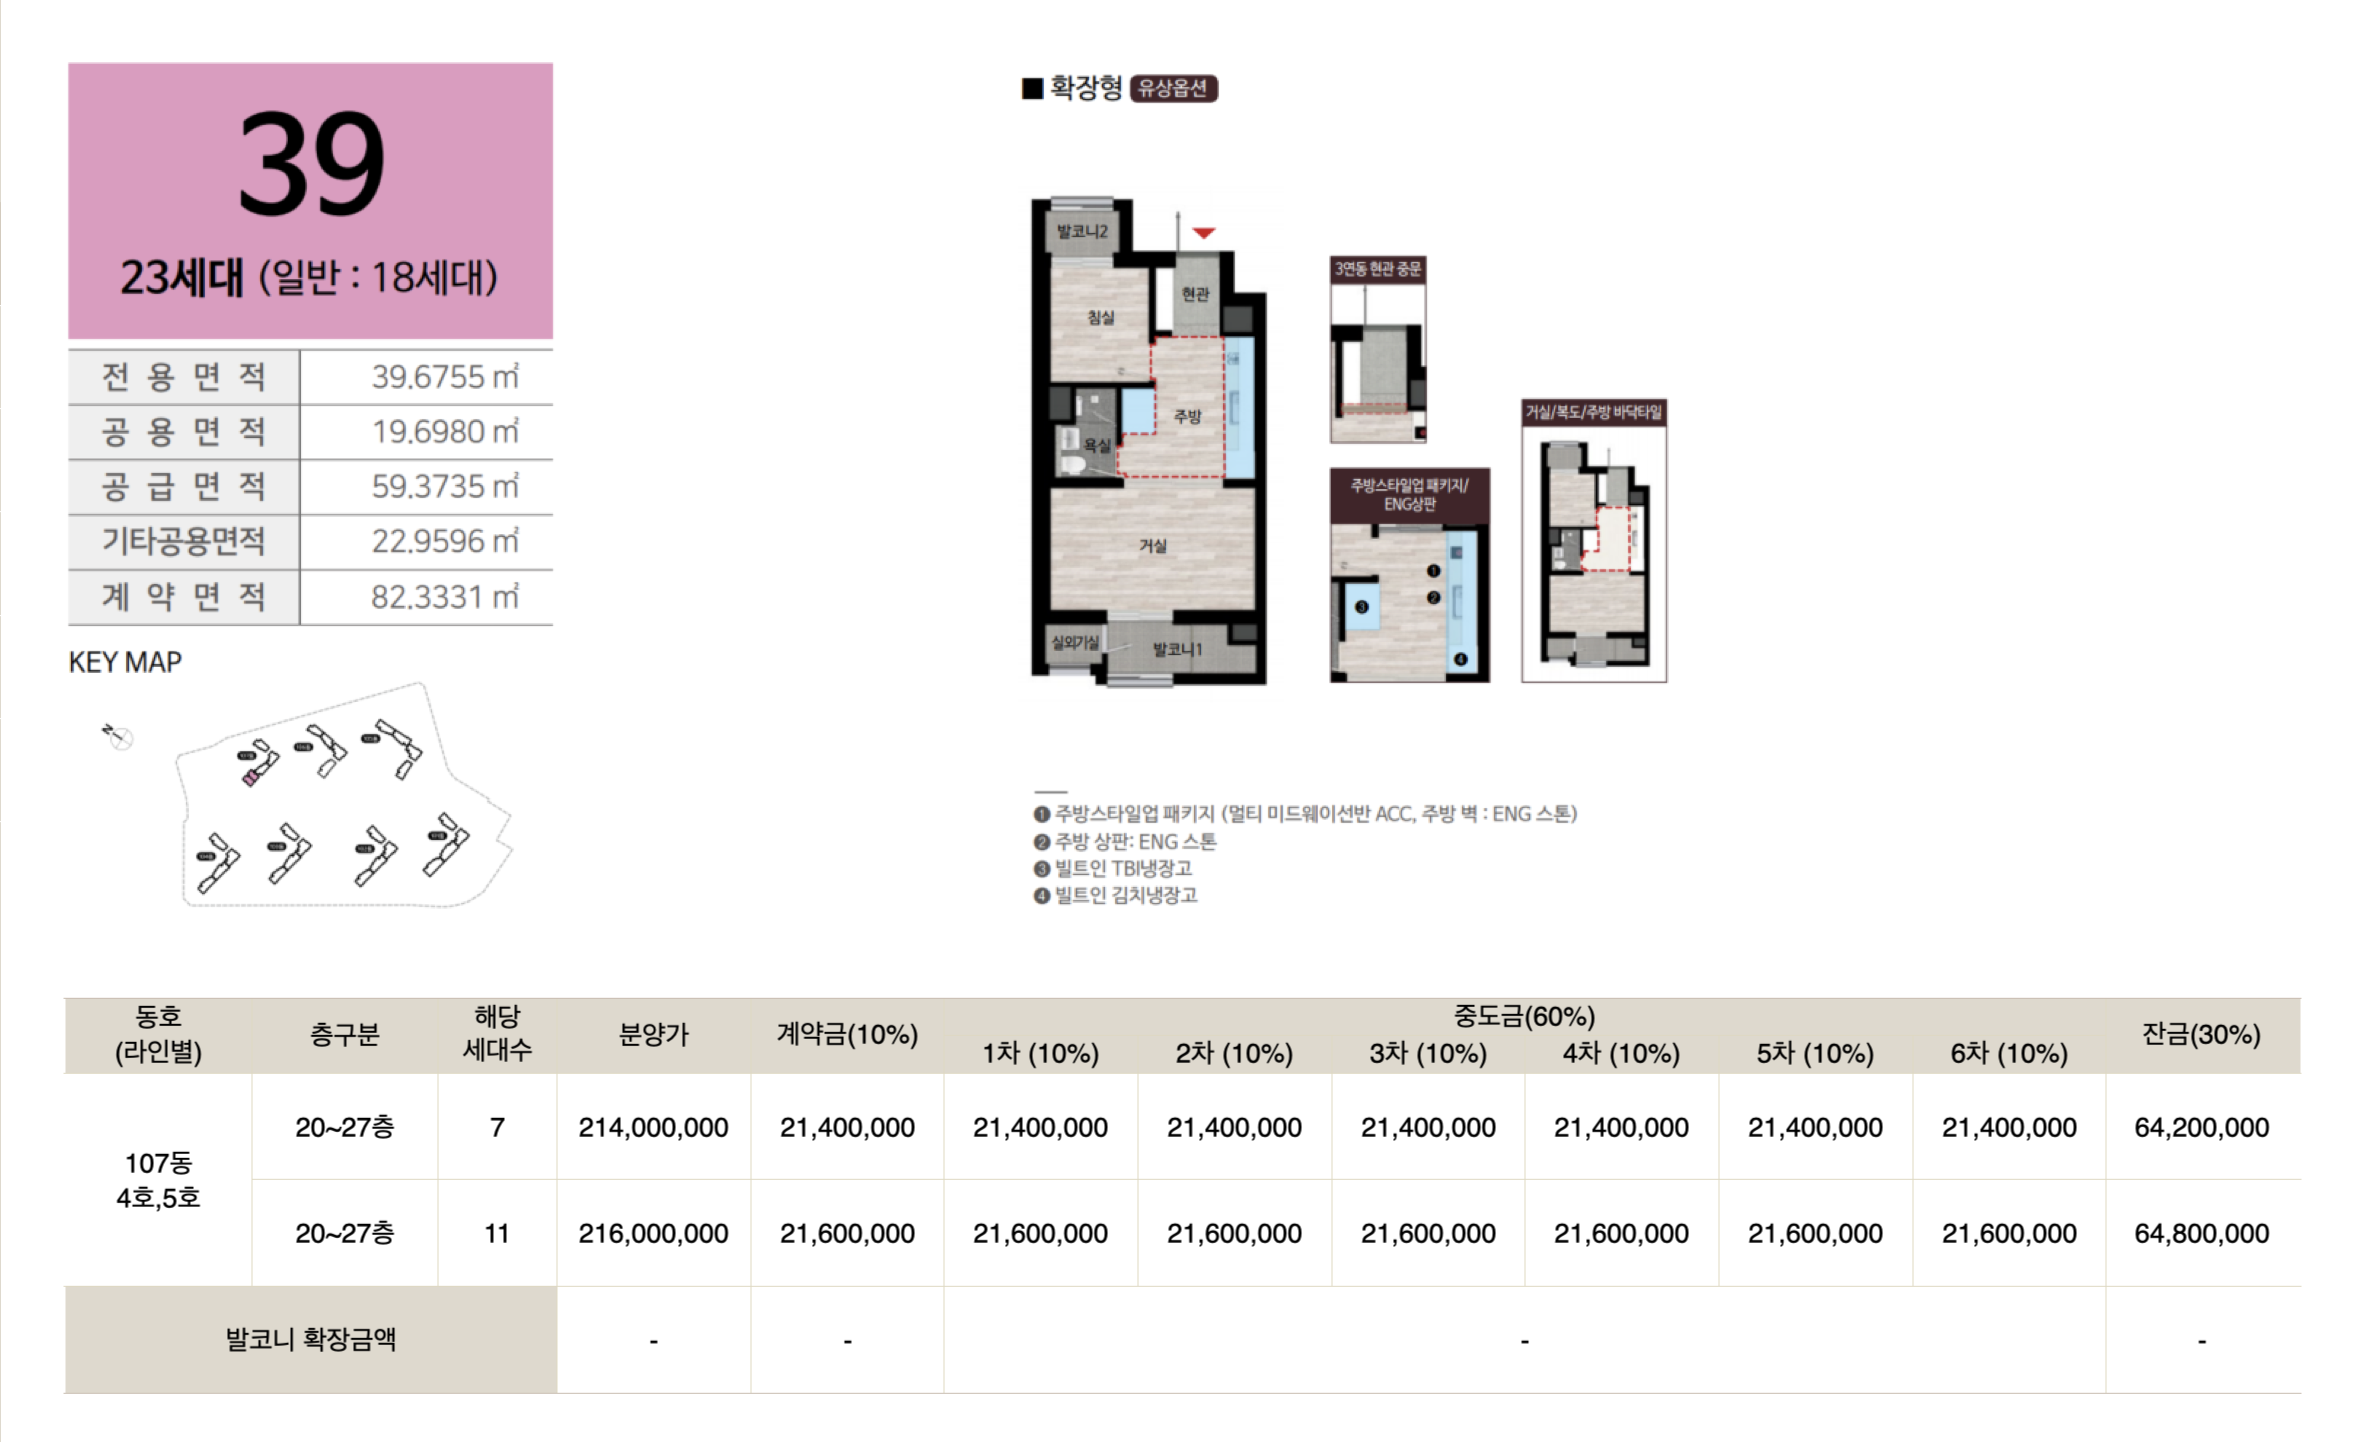 39
23세대 (일반 : 18세대)
전 용 면 적 39.6755 ㎡
공 용 면 적 19.6980 ㎡
공 급 면 적 59.3735 ㎡
기타공용면적 22.9596 ㎡
계 약 면 적 82.3331 ㎡
KEY MAP
N
■ 확장형 유상옵션
발코니2
현관
침실
주방
욕실
거실
실외기실
발코니1
3연동 현관 중문
주방스타일업 패키지/
ENG상판
❶
❷
❸
❹
거실/복도/주방 바닥타일
❶ 주방스타일업 패키지 (멀티 미드웨이선반 ACC, 주방 벽 : ENG 스톤)
❷ 주방 상판: ENG 스톤
❸ 빌트인 TBI냉장고
❹ 빌트인 김치냉장고
동호
(라인별)
층구분
해당
세대수
분양가
계약금(10%)
중도금(60%)
1차 (10%) 2차 (10%) 3차 (10%) 4차 (10%) 5차 (10%) 6차 (10%)
잔금(30%)
107동
4호,5호
20~27층 7 214,000,000 21,400,000 21,400,000 21,400,000 21,400,000 21,400,000 21,400,000 21,400,000 64,200,000
20~27층 11 216,000,000 21,600,000 21,600,000 21,600,000 21,600,000 21,600,000 21,600,000 21,600,000 64,800,000
발코니 확장금액 - - - -